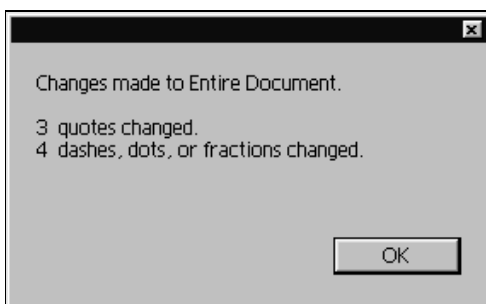 Changes made to Entire Document.
3 quotes changed.
4 dashes, dots, or fractions changed.
OK